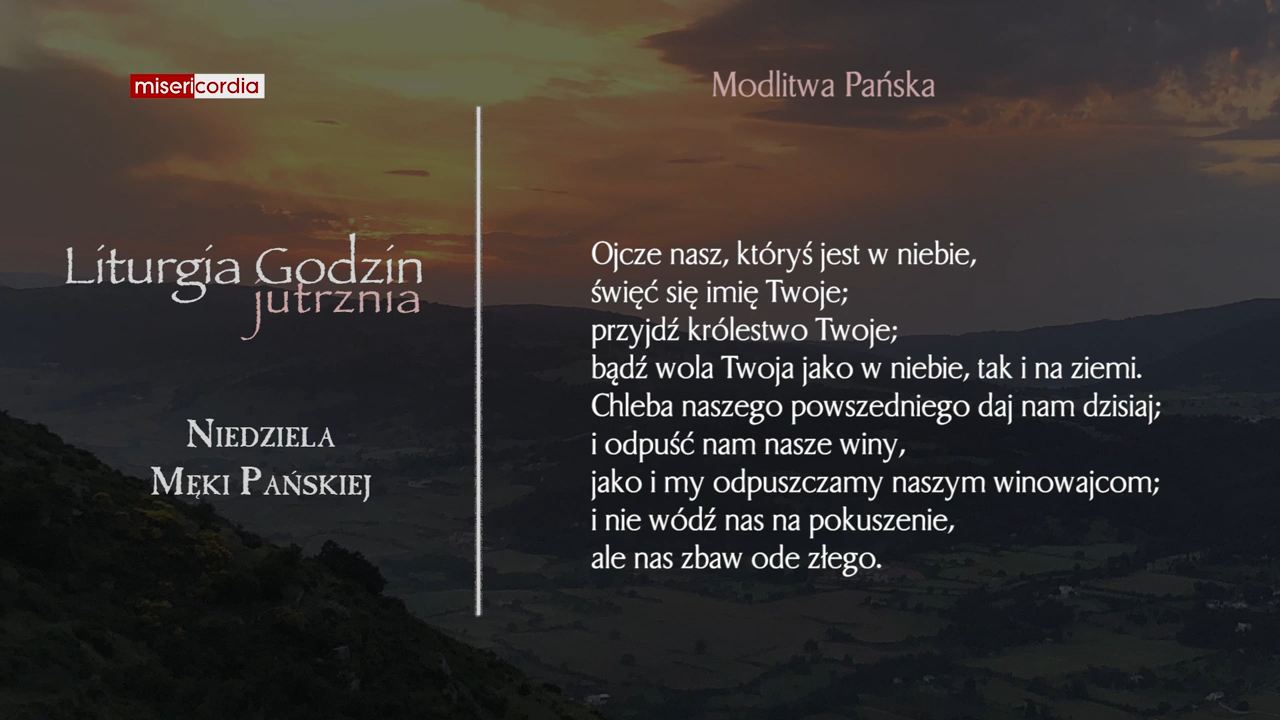 misericordia
Liturgia Godzin
jutrznia
Niedziela
Męki Pańskiej
Modlitwa Pańska
Ojcze nasz, któryś jest w niebie,
święć się imię Twoje;
przyjdź królestwo Twoje;
bądź wola Twoja jako w niebie, tak i na ziemi.
Chleba naszego powszedniego daj nam dzisiaj;
i odpuść nam nasze winy,
jako i my odpuszczamy naszym winowajcom;
i nie wódź nas na pokuszenie,
ale nas zbaw ode złego.